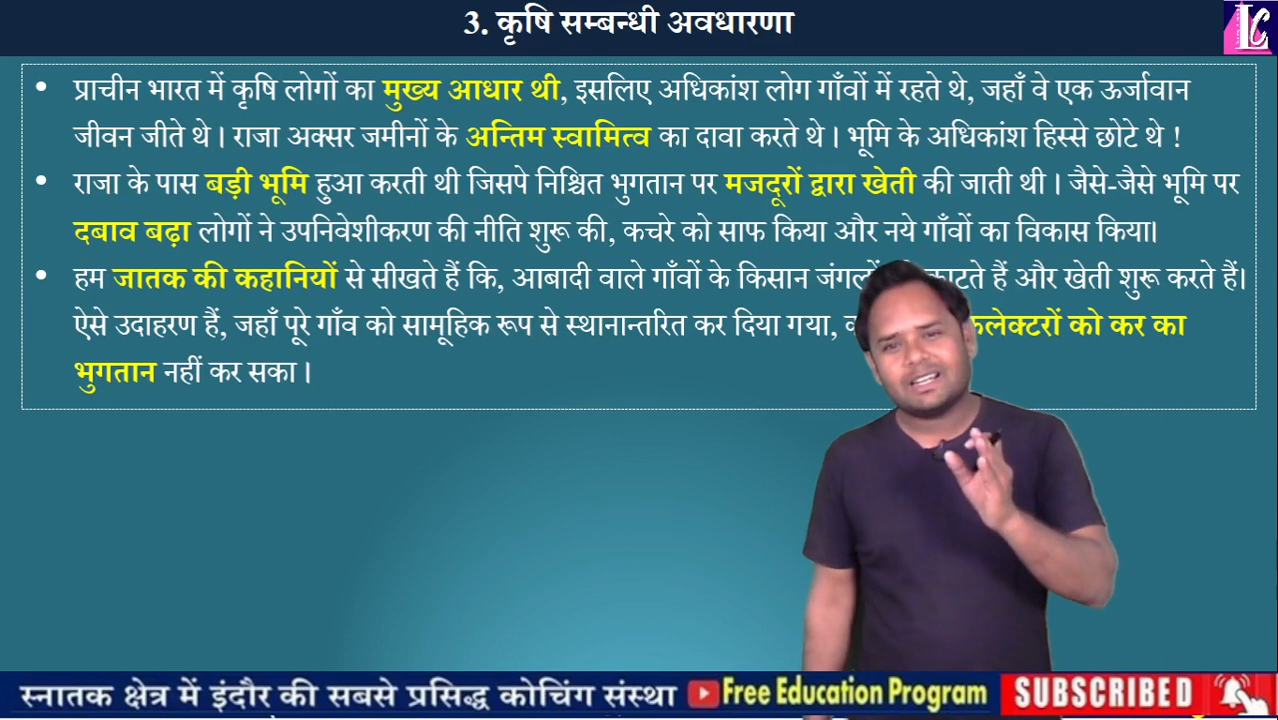 3. कृषि सम्बन्धी अवधारणा
LC
• प्राचीन भारत में कृषि लोगों का मुख्य आधार थी, इसलिए अधिकांश लोग गाँवों में रहते थे, जहाँ वे एक ऊर्जावान
जीवन जीते थे। राजा अक्सर जमीनों के अन्तिम स्वामित्व का दावा करते थे। भूमि के अधिकांश हिस्से छोटे थे !
• राजा के पास बड़ी भूमि हुआ करती थी जिसपे निश्चित भुगतान पर मजदूरों द्वारा खेती की जाती थी। जैसे-जैसे भूमि पर
दबाव बढ़ा लोगों ने उपनिवेशीकरण की नीति शुरू की, कचरे को साफ किया और नये गाँवों का विकास किया।
• हम जातक की कहानियों से सीखते हैं कि, आबादी वाले गाँवों के किसान काटते हैं और खेती शुरू करते हैं।
ऐसे उदाहरण हैं, जहाँ पूरे गाँव को सामूहिक रूप से स्थानान्तरित कर दिया गया, कलेक्टरों को कर का
भुगतान नहीं कर सका।
स्नातक क्षेत्र में इंदौर की सबसे प्रसिद्ध कोचिंग संस्था Free Education Program SUBSCRIBED